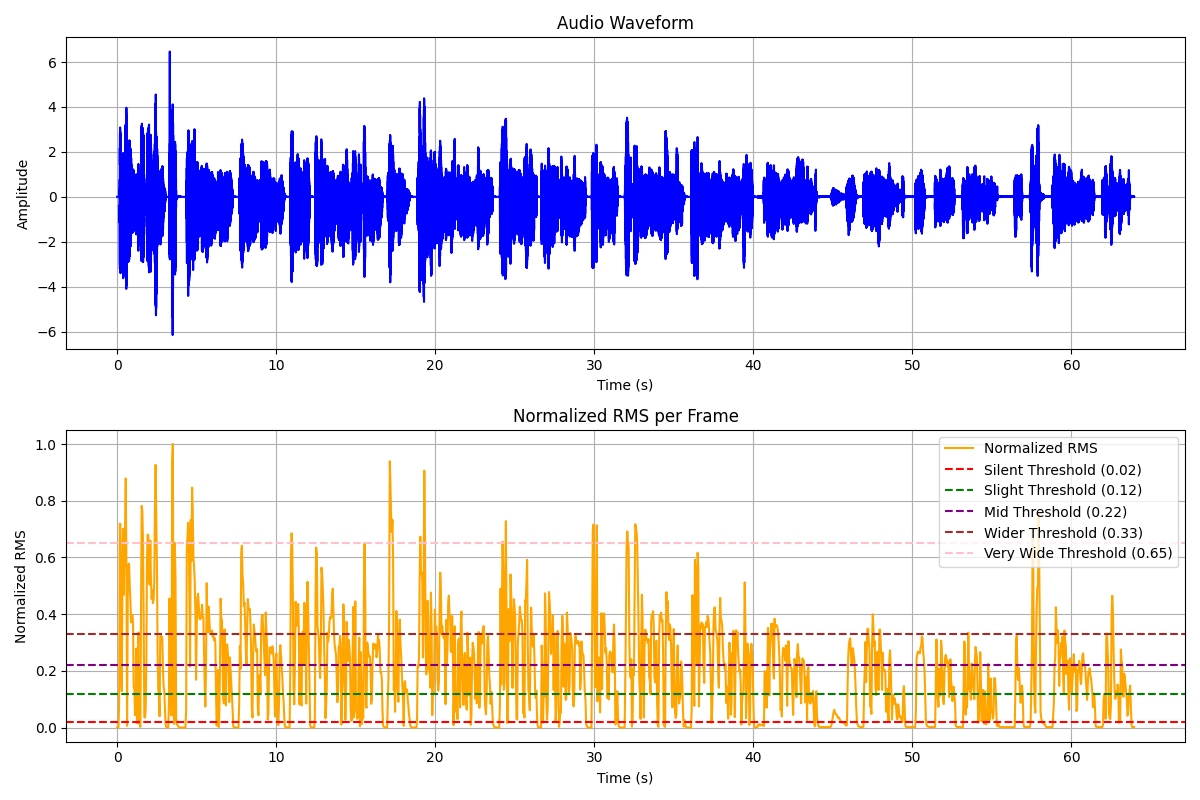 Audio Waveform
6
4
2
0
−2
−4
−6
Amplitude
0 10 20 30 40 50 60
Time (s)
Normalized RMS per Frame
1.0
0.8
0.6
0.4
0.2
0.0
Normalized RMS
Normalized RMS
Silent Threshold (0.02)
Slight Threshold (0.12)
Mid Threshold (0.22)
Wider Threshold (0.33)
Very Wide Threshold (0.65)
0 10 20 30 40 50 60
Time (s)